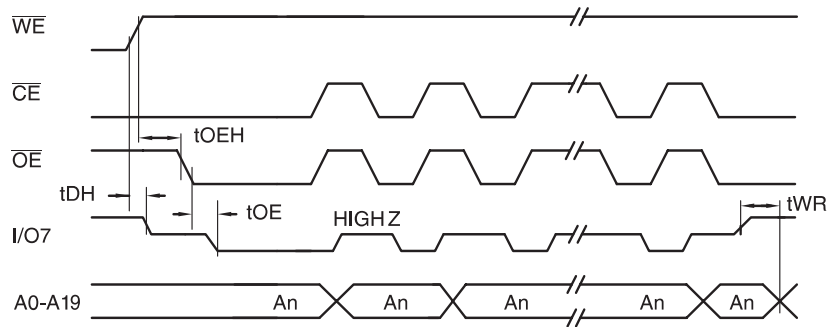 WE
CE
tOEH
OE
tDH
tOE
HIGH Z
tWR
I/O7
A0-A19 An An An An An